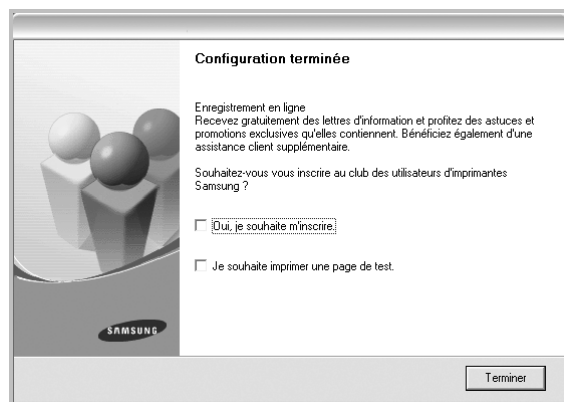 Configuration terminée
Enregistrement en ligne
Recevez gratuitement des lettres d'information et profitez des astuces et
promotions exclusives qu'elles contiennent. Bénéficiez également d'une
assistance client supplémentaire.
Souhaitez-vous vous inscrire au club des utilisateurs d'imprimantes
Samsung ?
Oui, je souhaite m'inscrire.
Je souhaite imprimer une page de test.
SAMSUNG
Terminer